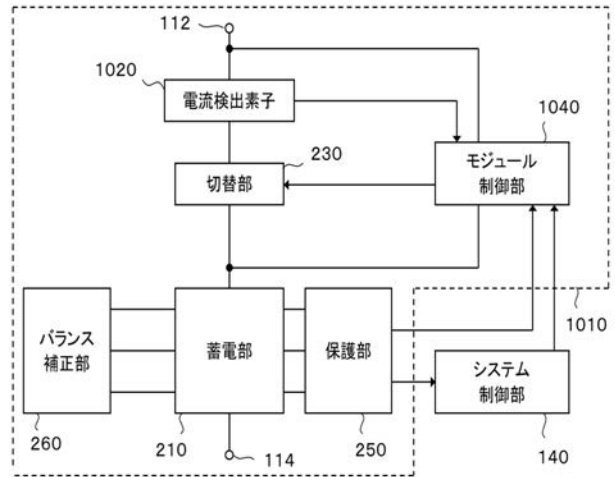 112
1020
電流検出素子
1040
モジュール
制御部
230
切替部
1010
バランス
補正部
蓄電部
保護部
システム
制御部
260
210
114
250
140